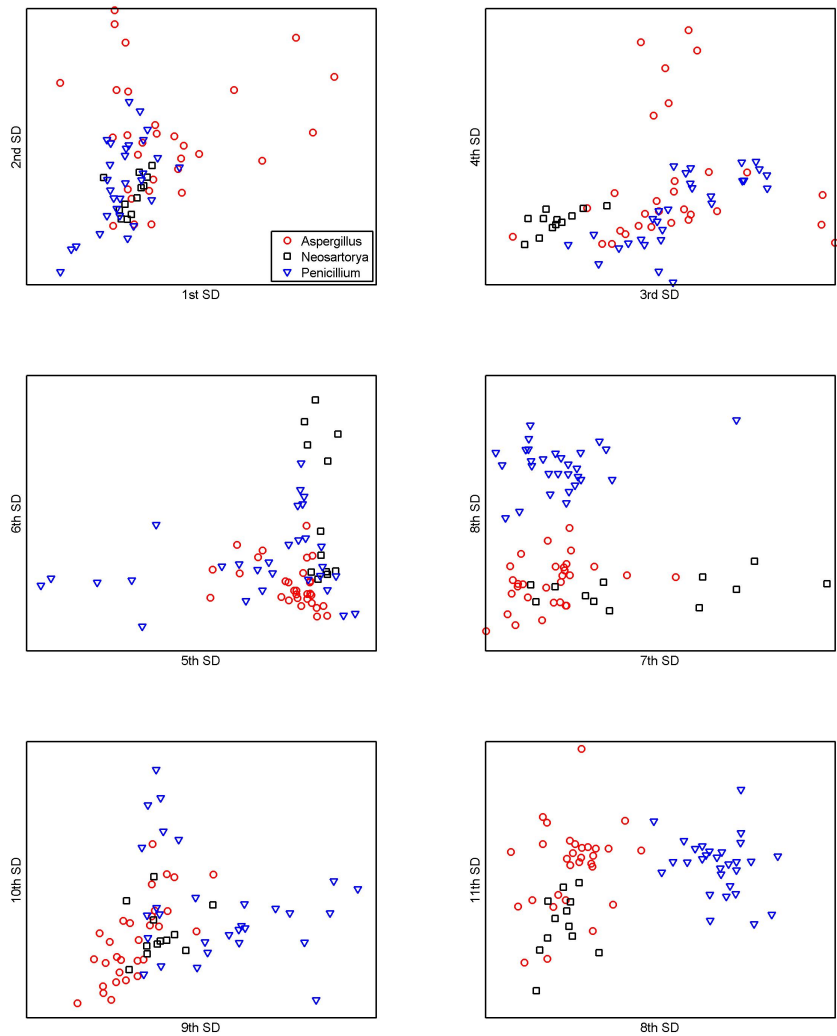 2nd SD
Aspergillus
Neosartorya
Penicillium
1st SD
4th SD
3rd SD
6th SD
5th SD
8th SD
7th SD
10th SD
9th SD
11th SD
8th SD